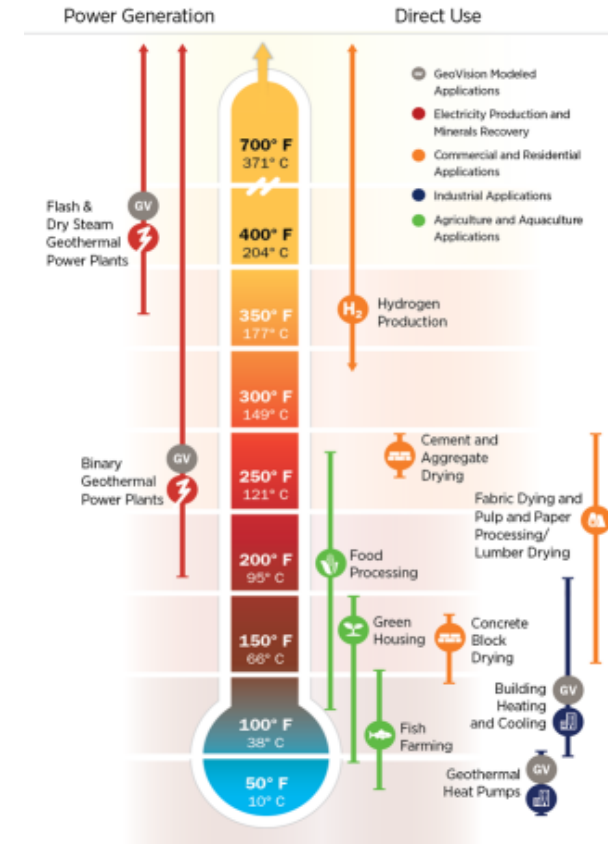 Power Generation
Direct Use
GV GeoVision Modeled
Applications
Electricity Production and
Minerals Recovery
Commercial and Residential
Applications
Industrial Applications
Agriculture and Aquaculture
Applications
700° F
371° C
400° F
204° C
350° F
177° C
300° F
149° C
250° F
121° C
200° F
95° C
150° F
66° C
100° F
38° C
50° F
10° C
GV
Flash &
Dry Steam
Geothermal
Power Plants
GV
Binary
Geothermal
Power Plants
H2
Hydrogen
Production
Cement and
Aggregate
Drying
Fabric Dying and
Pulp and Paper
Processing/
Lumber Drying
Food
Processing
Green
Housing
Concrete
Block
Drying
Building
Heating
and Cooling
GV
Fish
Farming
Geothermal
Heat Pumps
GV